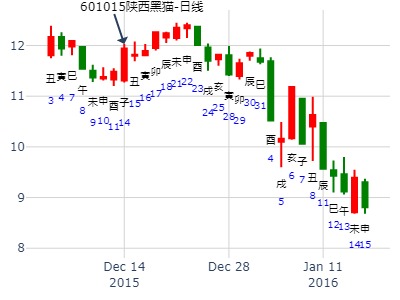 601015陕西黑猫-日线
12
11
10
9
8
丑 寅 巳 午 未 申 酉 子 丑 寅 卯 辰 未 申 酉 戌 亥 寅 卯 辰 巳 酉 戌 亥 子 丑 辰 巳 午 未 申
3 4 7 8 9 10 11 14 15 16 17 18 21 22 23 24 25 28 29 30 31 4 5 6 7 8 11 12 13 14 15
Dec 14 Dec 28 Jan 11
2015 2016